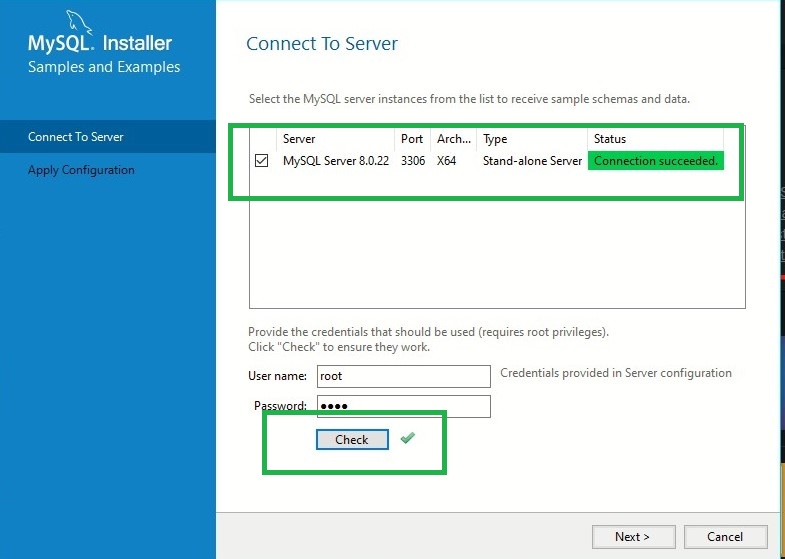 MySQL. Installer
Samples and Examples
Connect To Server
Apply Configuration
Connect To Server
Select the MySQL server instances from the list to receive sample schemas and data.
Server Port Arch... Type Status
MySQL Server 8.0.22 3306 X64 Stand-alone Server Connection succeeded.
Provide the credentials that should be used (requires root privileges).
Click "Check" to ensure they work.
User name: root Credentials provided in Server configuration
Password: ●●●●
Check
Next > Cancel